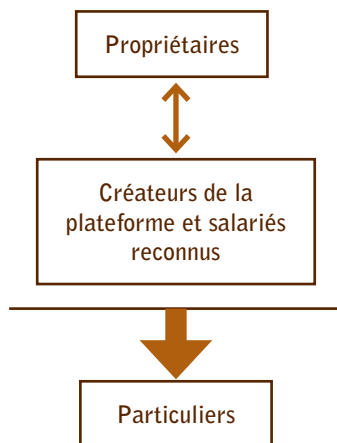 Propriétaires
Créateurs de la
plateforme et salariés
reconnus
Particuliers